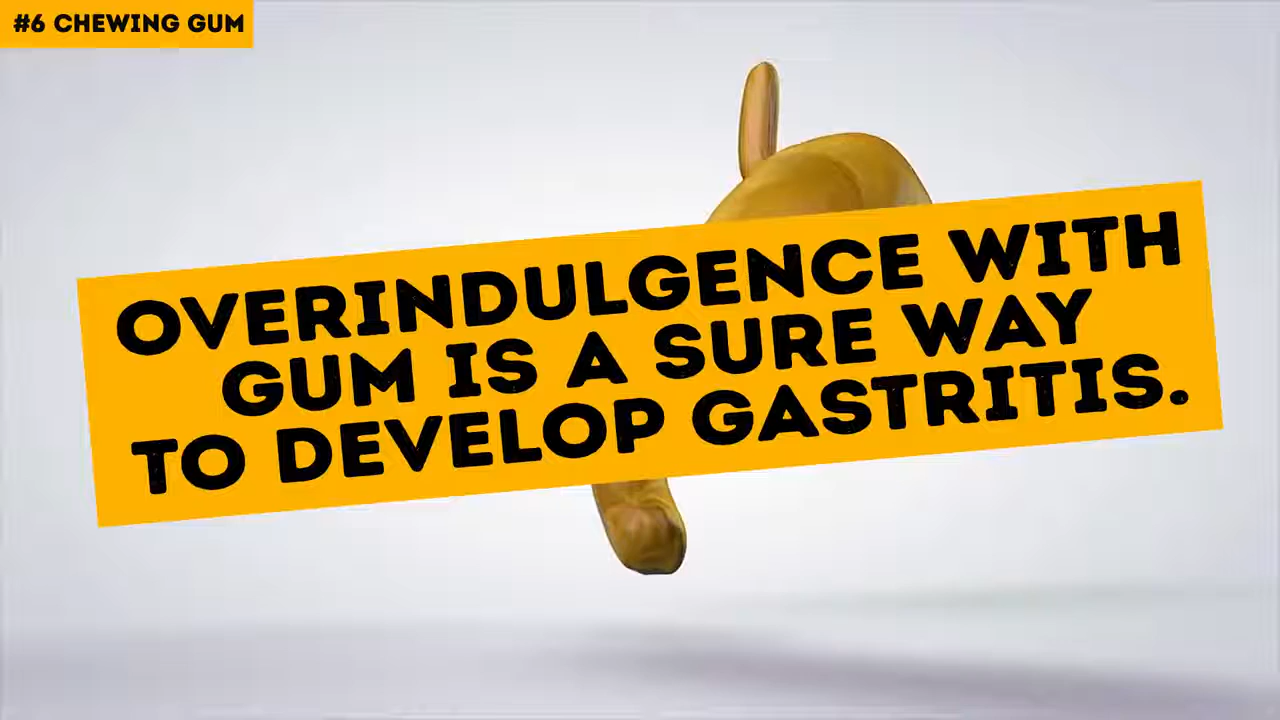 #6 CHEWING GUM
OVERINDULGENCE WITH
GUM IS A SURE WAY
TO DEVELOP GASTRITIS.